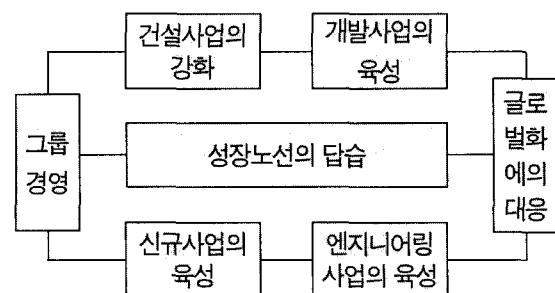 건설사업의
강화
개발사업의
육성
그룹
경영
성장노선의 답습
글로
벌화
에의
대응
신규사업의
육성
엔지니어링
사업의 육성